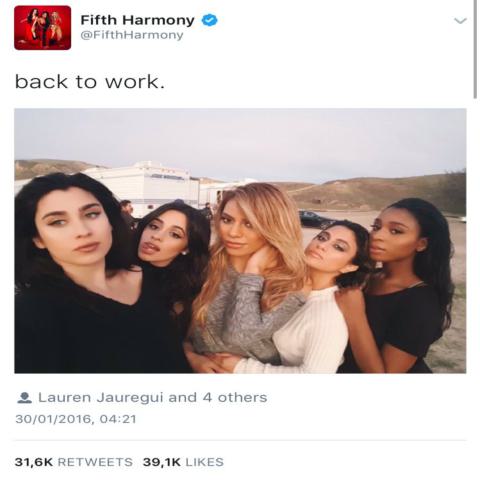 Fifth Harmony
@FifthHarmony
back to work.
Lauren Jauregui and 4 others
30/01/2016, 04:21
31,6K RETWEETS 39,1K LIKES